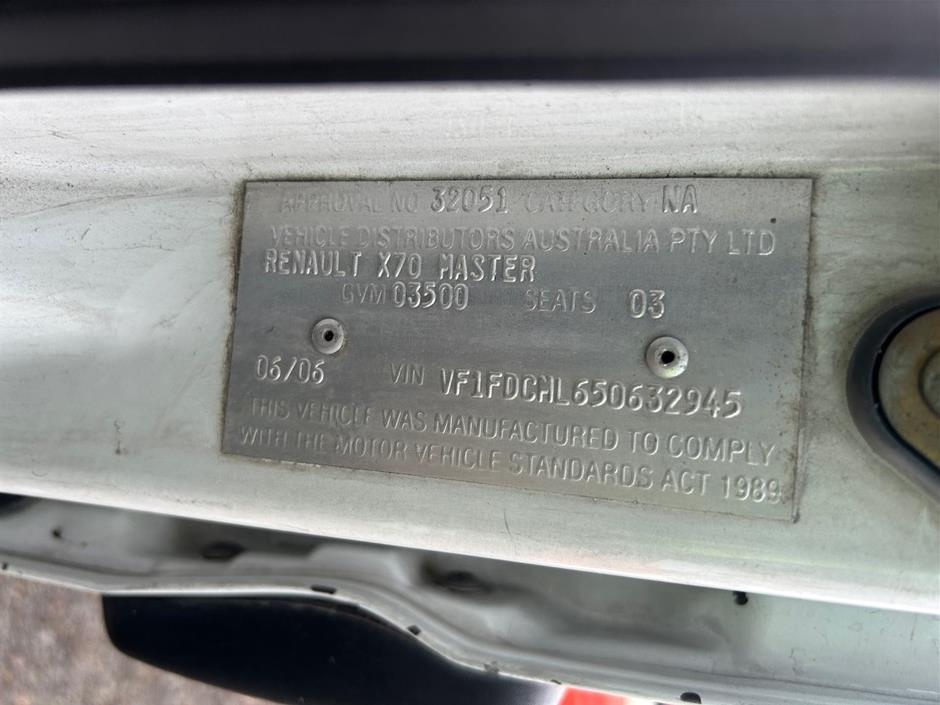 APPROVAL NO 32051 CATEGORY NA
VEHICLE DISTRIBUTORS AUSTRALIA PTY LTD
RENAULT X70 MASTER
GVM 03500 SEATS 03
06/06 VIN VF1FDCML650632945
THIS VEHICLE WAS MANUFACTURED TO COMPLY
WITH THE MOTOR VEHICLE STANDARDS ACT 1989